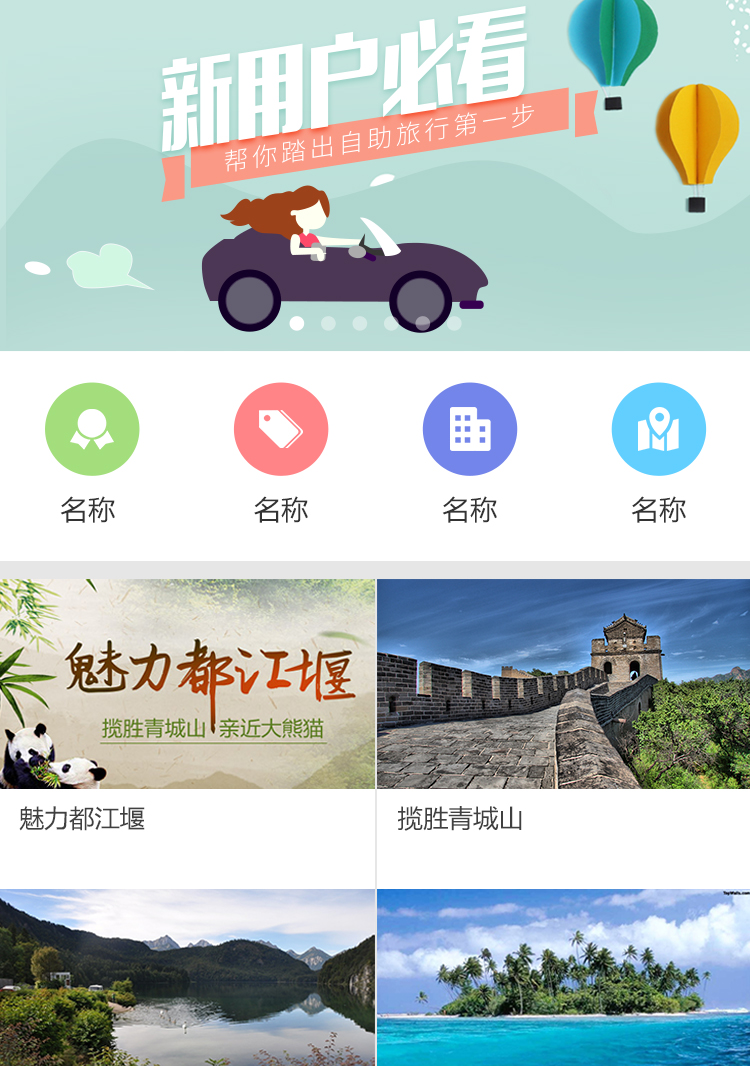 新用户必看
帮你踏出自助旅行第一步
名称
名称
名称
名称
魅力都江堰
揽胜青城山 亲近大熊猫
魅力都江堰
揽胜青城山
TopWalls.com